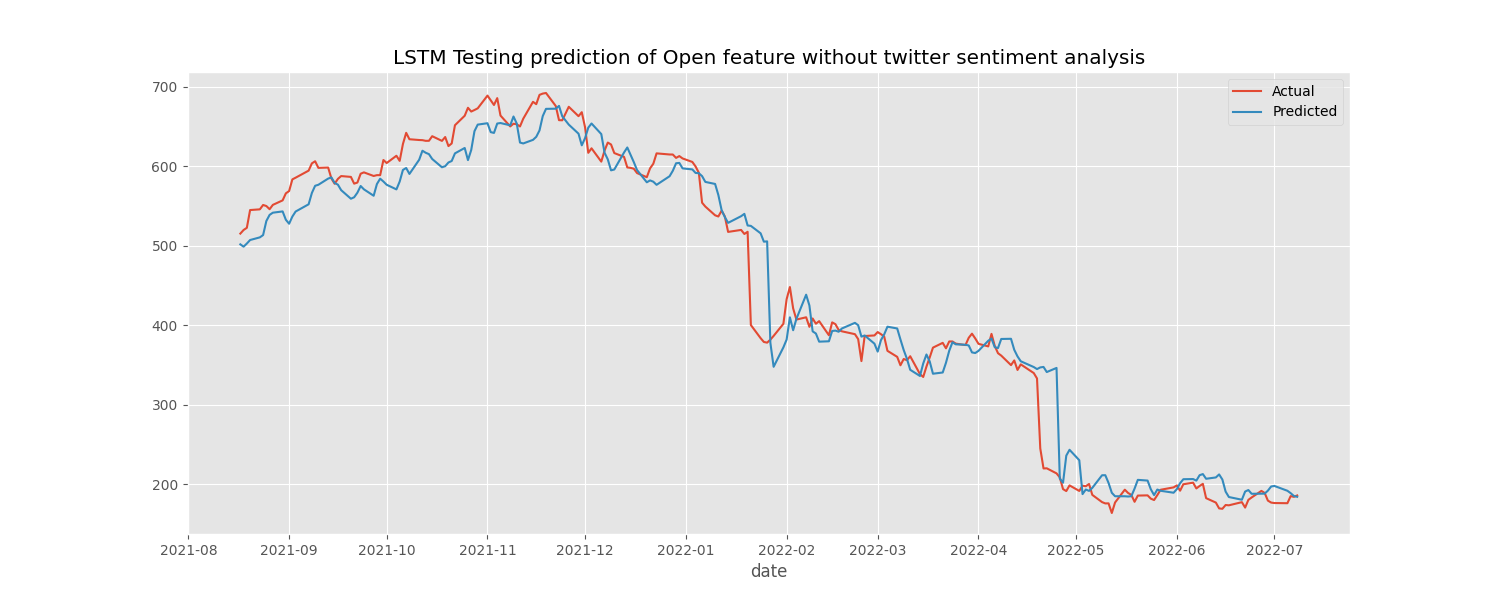 LSTM Testing prediction of Open feature without twitter sentiment analysis
Actual
Predicted
700
600
500
400
300
200
2021-08 2021-09 2021-10 2021-11 2021-12 2022-01 2022-02 2022-03 2022-04 2022-05 2022-06 2022-07
date